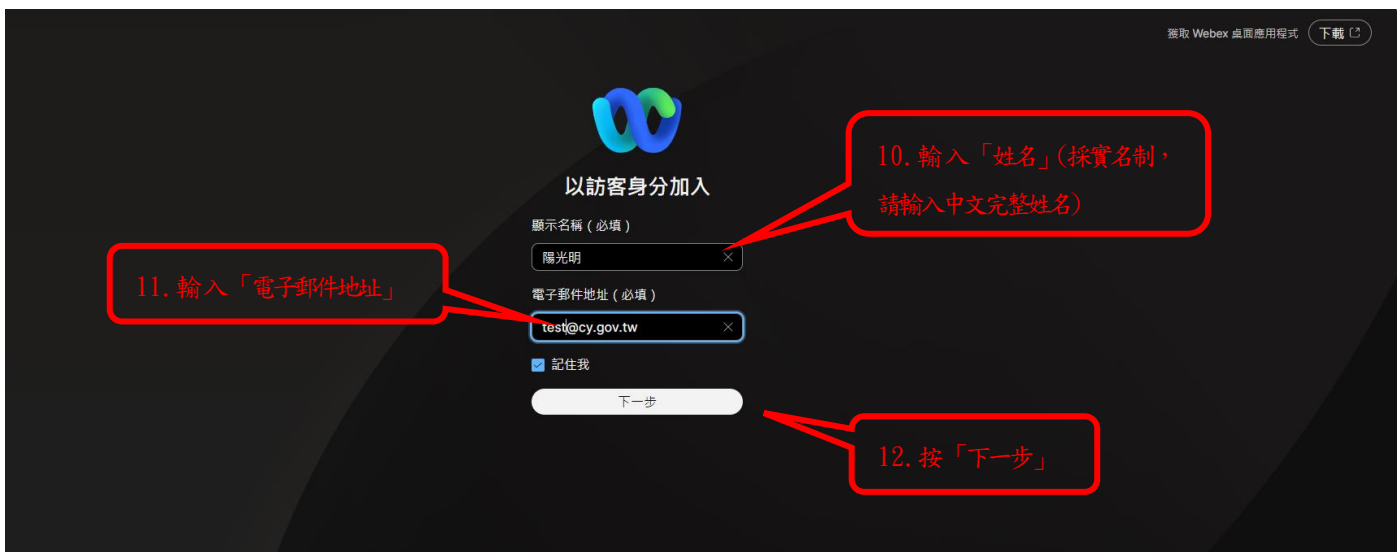 獲取 Webex 桌面應用程式 下載
以訪客身分加入
10.輸入「姓名」(採實名制，
請輸入中文完整姓名)
顯示名稱 ( 必填 )
陽光明
11.輸入「電子郵件地址」
電子郵件地址 ( 必填 )
test@cy.gov.tw
記住我
下一步
12.按「下一步」